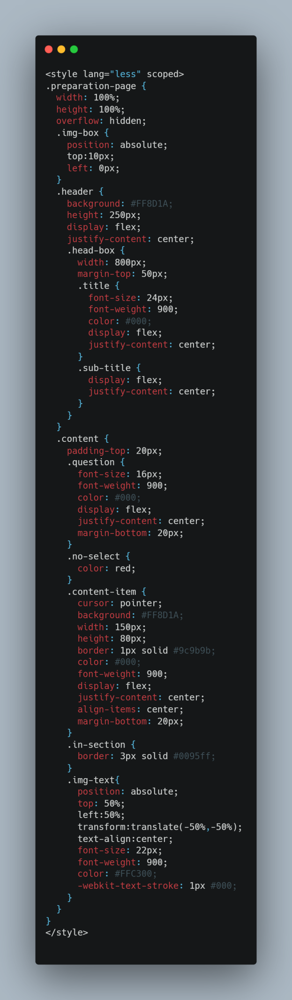 <style lang="less" scoped>
.preparation-page {
  width: 100%;
  height: 100%;
  overflow: hidden;
  .img-box {
    position: absolute;
    top:10px;
    left: 0px;
  }
  .header {
    background: #FF8D1A;
    height: 250px;
    display: flex;
    justify-content: center;
    .head-box {
      width: 800px;
      margin-top: 50px;
      .title {
        font-size: 24px;
        font-weight: 900;
        color: #000;
        display: flex;
        justify-content: center;
      }
      .sub-title {
        display: flex;
        justify-content: center;
      }
    }
  }
  .content {
    padding-top: 20px;
    .question {
      font-size: 16px;
      font-weight: 900;
      color: #000;
      display: flex;
      justify-content: center;
      margin-bottom: 20px;
    }
    .no-select {
      color: red;
    }
    .content-item {
      cursor: pointer;
      background: #FF8D1A;
      width: 150px;
      height: 80px;
      border: 1px solid #9c9b9b;
      color: #000;
      font-weight: 900;
      display: flex;
      justify-content: center;
      align-items: center;
      margin-bottom: 20px;
    }
    .in-section {
      border: 3px solid #0095ff;
    }
    .img-text{
      position: absolute;
      top: 50%;
      left:50%;
      transform:translate(-50%,-50%);
      text-align:center;
      font-size: 22px;
      font-weight: 900;
      color: #FFC300;
      -webkit-text-stroke: 1px #000;
    }
  }
}
</style>